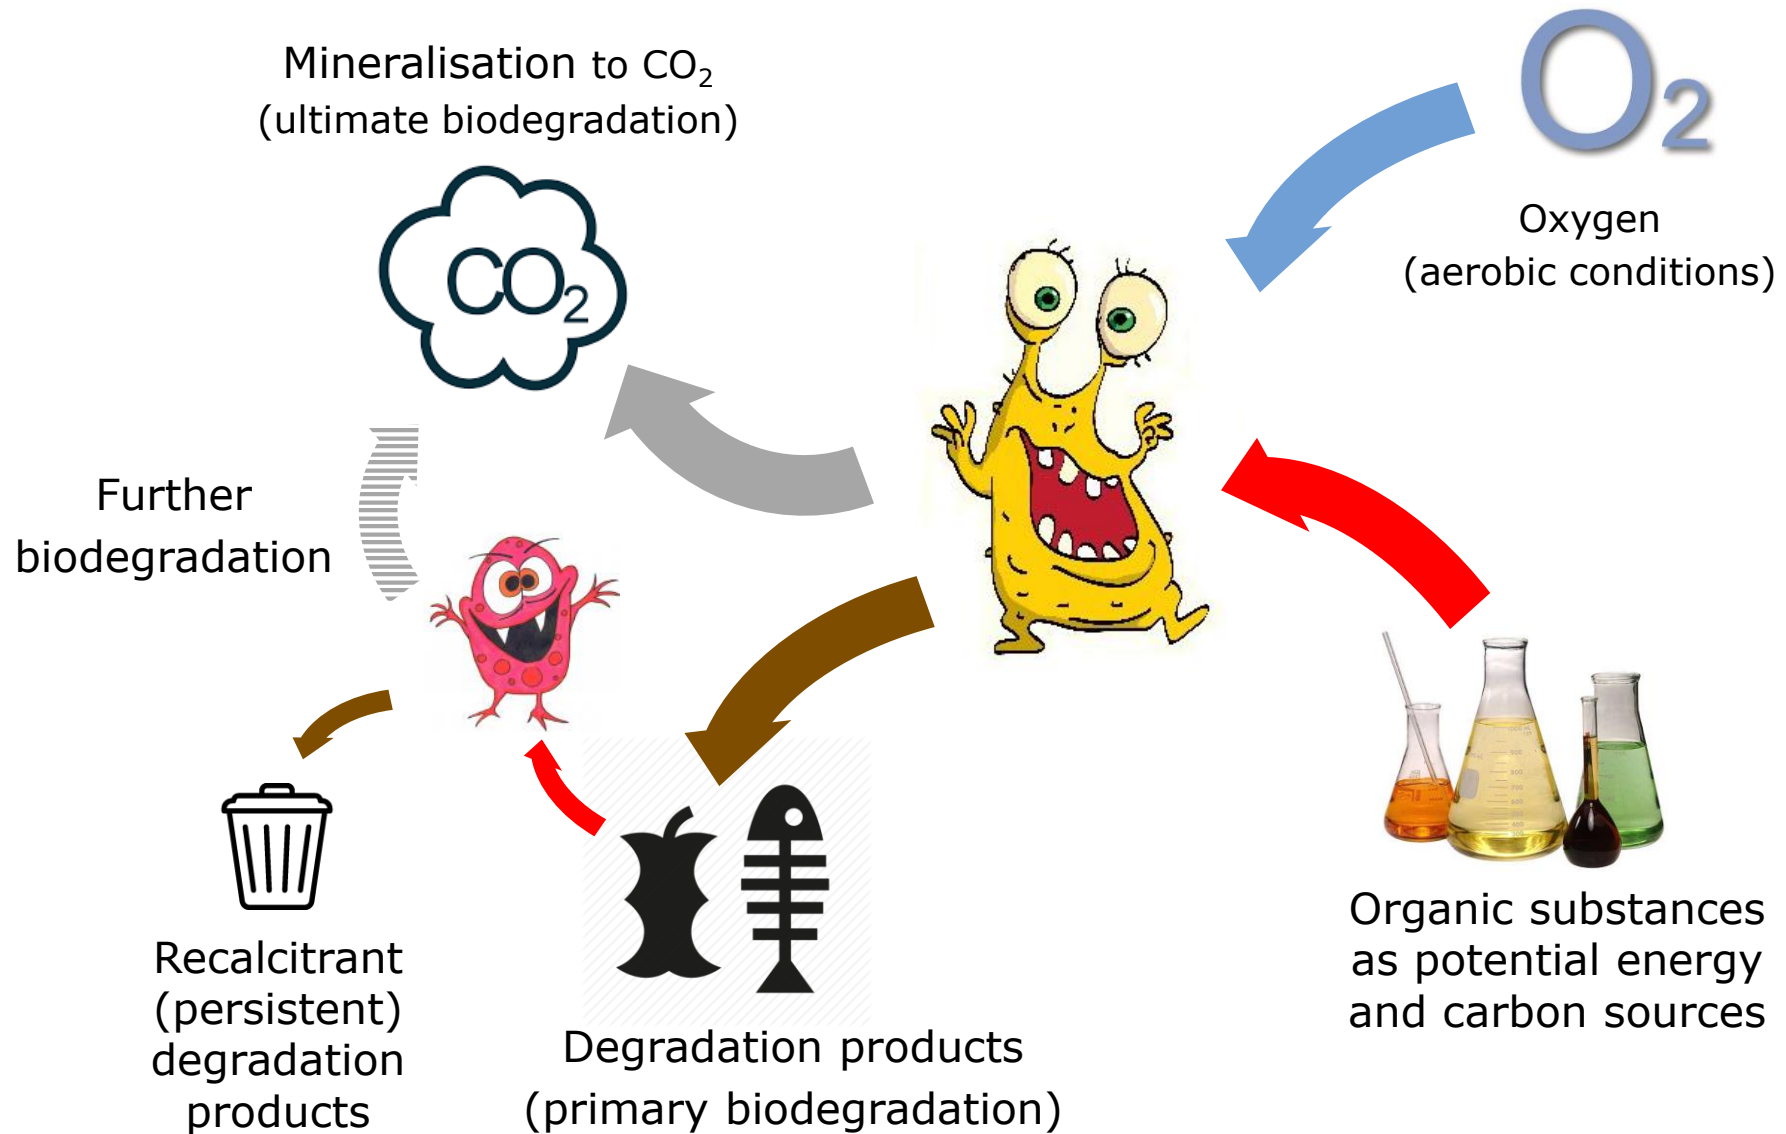 Mineralisation to CO₂
(ultimate biodegradation)
CO₂
O₂
Oxygen
(aerobic conditions)
Further
biodegradation
Recalcitrant
(persistent)
degradation
products
Degradation products
(primary biodegradation)
Organic substances
as potential energy
and carbon sources